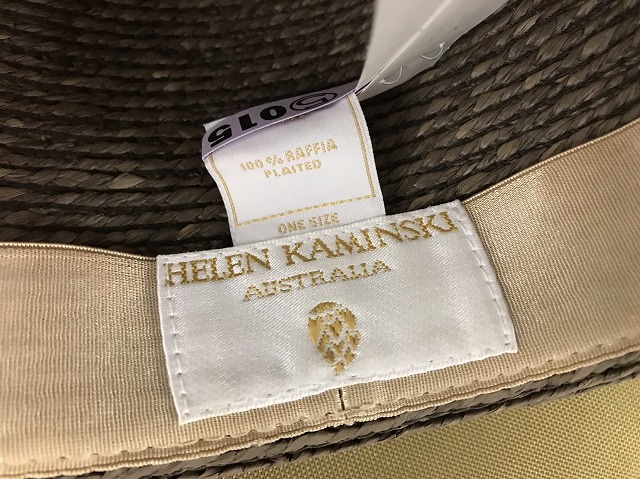 S015
100% RAFFIA
PLAITED
ONE SIZE
HELEN KAMINSKI
AUSTRALIA